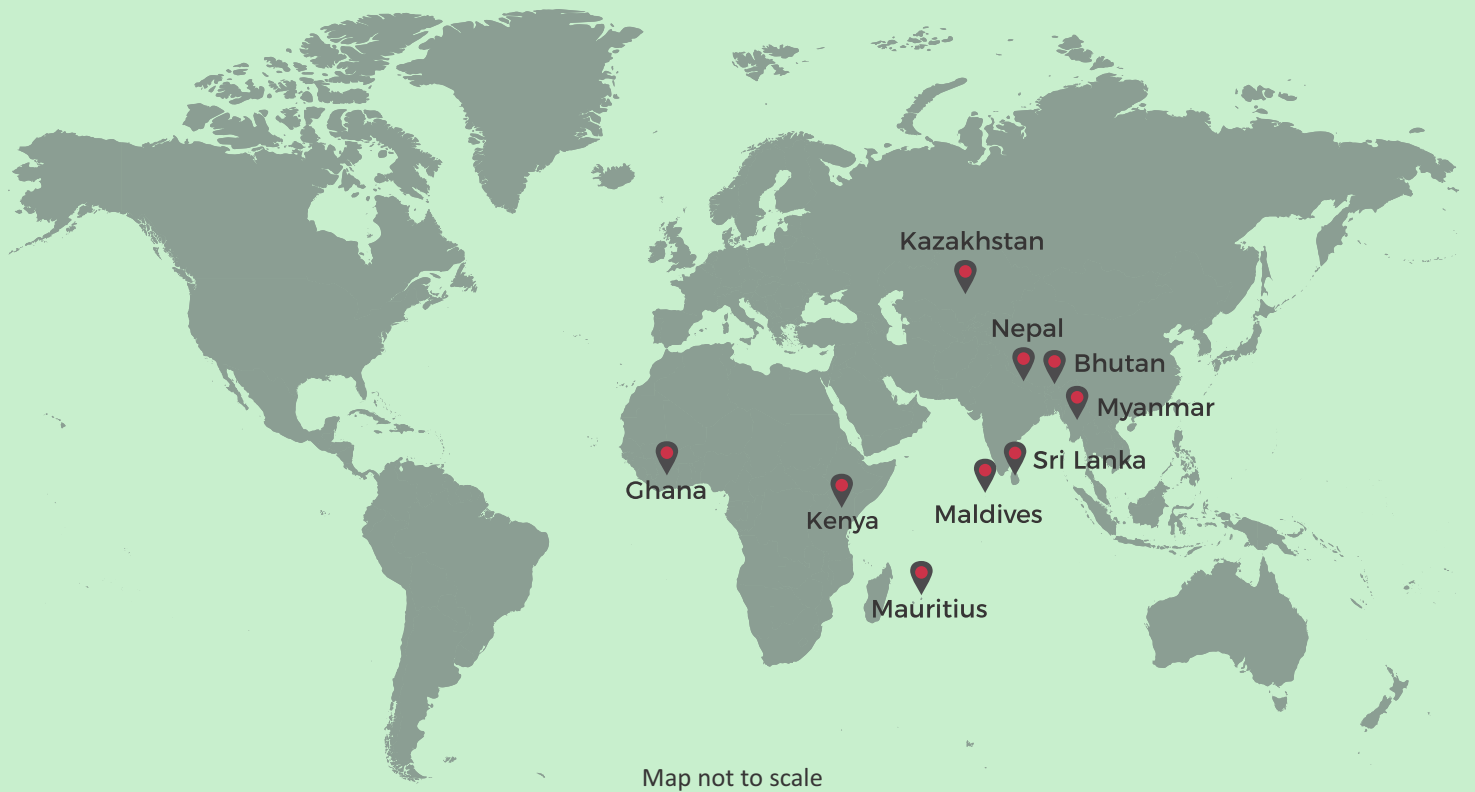 Kazakhstan
Nepal
Bhutan
Myanmar
Sri Lanka
Ghana
Maldives
Kenya
Mauritius
Map not to scale